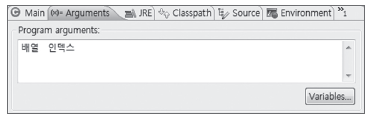 Main Arguments JRE Classpath Source Environment »1
Program arguments:
배열 인덱스
Variables...